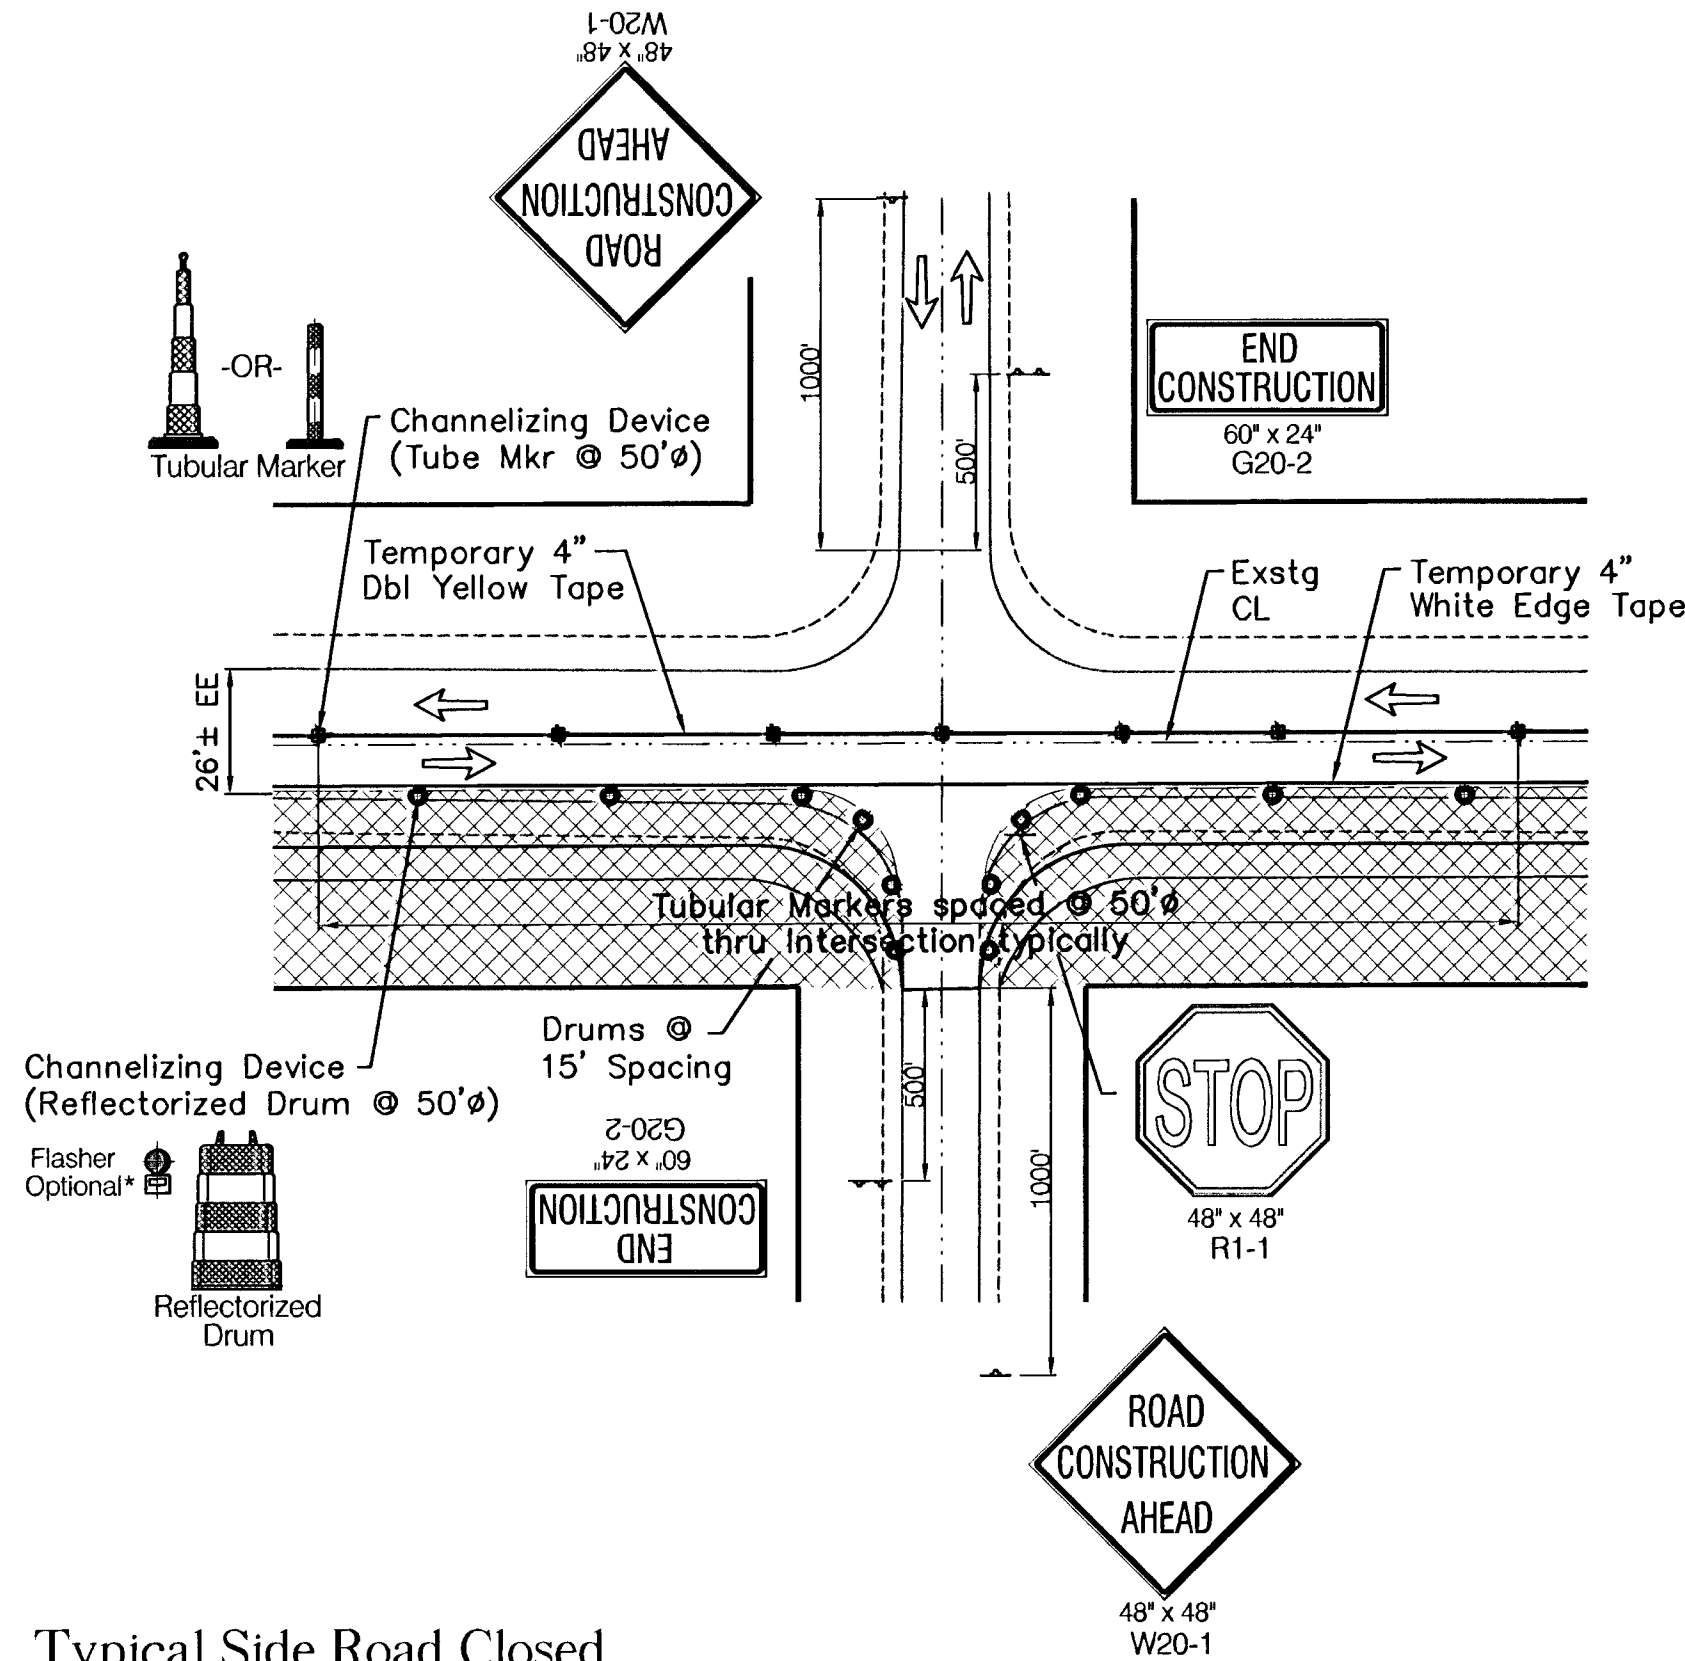 W20-1
48" x 48"
ROAD
CONSTRUCTION
AHEAD
-OR-
Tubular Marker
Channelizing Device
(Tube Mkr @ 50'ø)
1000'
500'
END
CONSTRUCTION
60" x 24"
G20-2
Temporary 4"
Dbl Yellow Tape
Exstg
CL
Temporary 4"
White Edge Tape
26'± EE
Tubular Markers spaced @ 50'ø
thru Intersection typically
Drums @
15' Spacing
Channelizing Device
(Reflectorized Drum @ 50'ø)
Flasher
Optional*
Reflectorized
Drum
G20-2
60" x 24"
END
CONSTRUCTION
500'
1000'
STOP
48" x 48"
R1-1
ROAD
CONSTRUCTION
AHEAD
48" x 48"
W20-1
Typical Side Road Closed